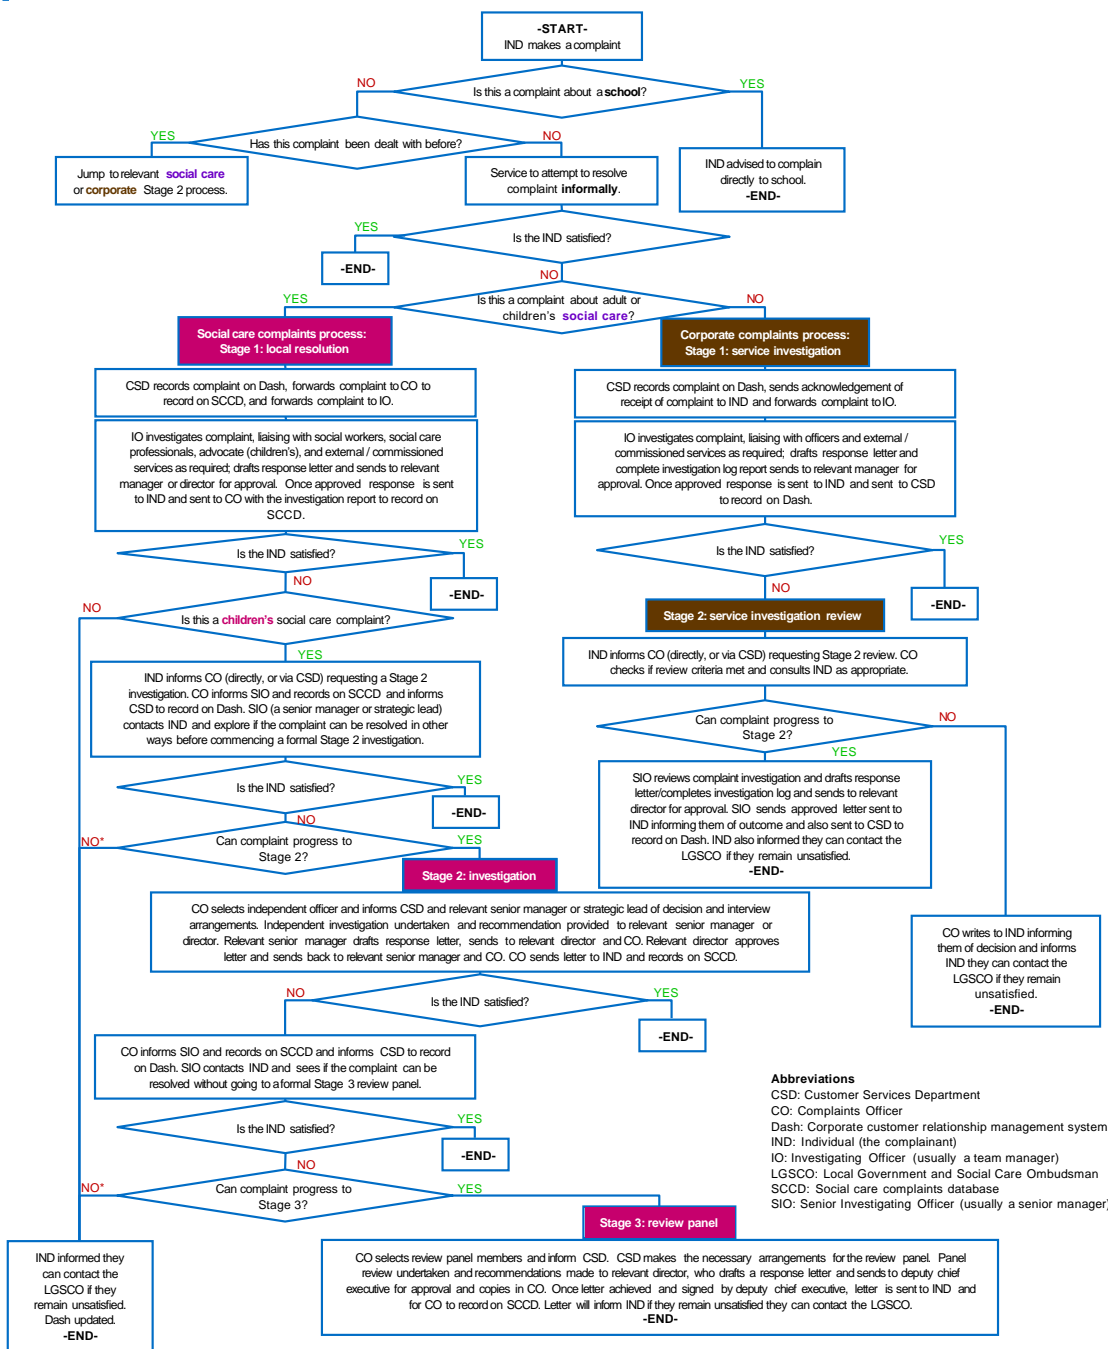 -START-
IND makes a complaint
Is this a complaint about a school?
NO
YES
Has this complaint been dealt with before?
YES
NO
Jump to relevant social care
or corporate Stage 2 process.
Service to attempt to resolve
complaint informally.
IND advised to complain
directly to school.
-END-
Is the IND satisfied?
YES
-END-
NO
Is this a complaint about adult or
children's social care?
YES
NO
Social care complaints process:
Stage 1: local resolution
Corporate complaints process:
Stage 1: service investigation
CSD records complaint on Dash, forwards complaint to CO to
record on SCCD, and forwards complaint to IO.
CSD records complaint on Dash, sends acknowledgement of
receipt of complaint to IND and forwards complaint to IO.
IO investigates complaint, liaising with social workers, social care
professionals, advocate (children's), and external / commissioned
services as required; drafts response letter and sends to relevant
manager or director for approval. Once approved response is sent
to IND and sent to CO with the investigation report to record on
SCCD.
IO investigates complaint, liaising with officers and external /
commissioned services as required; drafts response letter and
complete investigation log report sends to relevant manager for
approval. Once approved response is sent to IND and sent to CSD
to record on Dash.
Is the IND satisfied?
YES
-END-
NO
Is the IND satisfied?
YES
-END-
NO
Is this a children's social care complaint?
NO
YES
Stage 2: service investigation review
IND informs CO (directly, or via CSD) requesting a Stage 2
investigation. CO informs SIO and records on SCCD and informs
CSD to record on Dash. SIO (a senior manager or strategic lead)
contacts IND and explore if the complaint can be resolved in other
ways before commencing a formal Stage 2 investigation.
IND informs CO (directly, or via CSD) requesting Stage 2 review. CO
checks if review criteria met and consults IND as appropriate.
Can complaint progress to
Stage 2?
NO
YES
Is the IND satisfied?
YES
-END-
NO
SIO reviews complaint investigation and drafts response
letter/completes investigation log and sends to relevant
director for approval. SIO sends approved letter sent to
IND informing them of outcome and also sent to CSD to
record on Dash. IND also informed they can contact the
LGSCO if they remain unsatisfied.
-END-
Can complaint progress to
Stage 2?
NO*
YES
Stage 2: investigation
CO selects independent officer and informs CSD and relevant senior manager or strategic lead of decision and interview
arrangements. Independent investigation undertaken and recommendation provided to relevant senior manager or
director. Relevant senior manager drafts response letter, sends to relevant director and CO. Relevant director approves
letter and sends back to relevant senior manager and CO. CO sends letter to IND and records on SCCD.
CO writes to IND informing
them of decision and informs
IND they can contact the
LGSCO if they remain
unsatisfied.
-END-
Is the IND satisfied?
NO
YES
-END-
CO informs SIO and records on SCCD and informs CSD to record
on Dash. SIO contacts IND and sees if the complaint can be
resolved without going to a formal Stage 3 review panel.
Is the IND satisfied?
YES
-END-
NO
Can complaint progress to
Stage 3?
NO*
YES
Abbreviations
CSD: Customer Services Department
CO: Complaints Officer
Dash: Corporate customer relationship management system
IND: Individual (the complainant)
IO: Investigating Officer (usually a team manager)
LGSCO: Local Government and Social Care Ombudsman
SCCD: Social care complaints database
SIO: Senior Investigating Officer (usually a senior manager)
Stage 3: review panel
IND informed they
can contact the
LGSCO if they
remain unsatisfied.
Dash updated.
-END-
CO selects review panel members and inform CSD. CSD makes the necessary arrangements for the review panel. Panel
review undertaken and recommendations made to relevant director, who drafts a response letter and sends to deputy chief
executive for approval and copies in CO. Once letter achieved and signed by deputy chief executive, letter is sent to IND and
for CO to record on SCCD. Letter will inform IND if they remain unsatisfied they can contact the LGSCO.
-END-